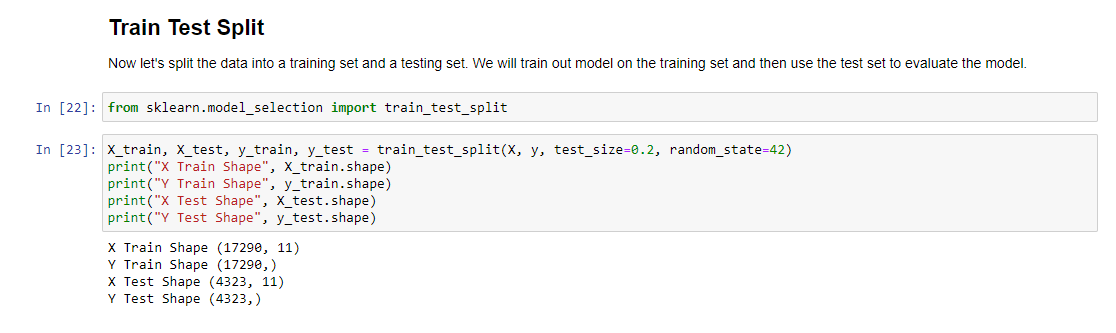 Train Test Split
Now let's split the data into a training set and a testing set. We will train out model on the training set and then use the test set to evaluate the model.
In [22]: from sklearn.model_selection import train_test_split
In [23]: X_train, X_test, y_train, y_test = train_test_split(X, y, test_size=0.2, random_state=42)
print("X Train Shape", X_train.shape)
print("Y Train Shape", y_train.shape)
print("X Test Shape", X_test.shape)
print("Y Test Shape", y_test.shape)
X Train Shape (17290, 11)
Y Train Shape (17290,)
X Test Shape (4323, 11)
Y Test Shape (4323,)